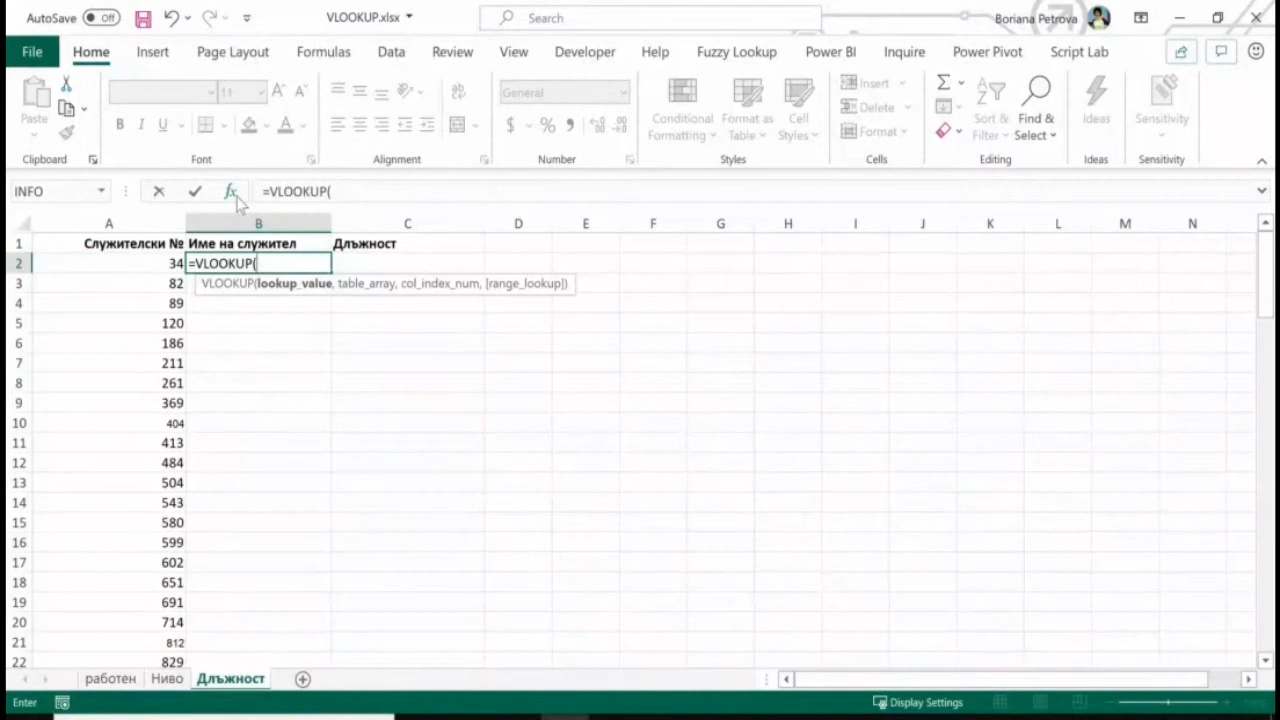 AutoSave Off VLOOKUP.xlsx Search Boriana Petrova
File Home Insert Page Layout Formulas Data Review View Developer Help Fuzzy Lookup Power BI Inquire Power Pivot Script Lab
Paste 11 A A General Conditional Format as Cell Insert Sort & Find & Ideas Sensitivity
B I U A $ % Formatting Table Styles Delete Filter Select
Format
Clipboard Font Alignment Number Styles Cells Editing Ideas Sensitivity
INFO fx =VLOOKUP(
A B C D E F G H I J K L M N
1 Служителски № Име на служител Длъжност
2 34 =VLOOKUP(
3 82 VLOOKUP(lookup_value, table_array, col_index_num, [range_lookup])
4 89
5 120
6 186
7 211
8 261
9 369
10 404
11 413
12 484
13 504
14 543
15 580
16 599
17 602
18 651
19 691
20 714
21 812
22 829
работен Ниво Длъжност
Enter Display Settings